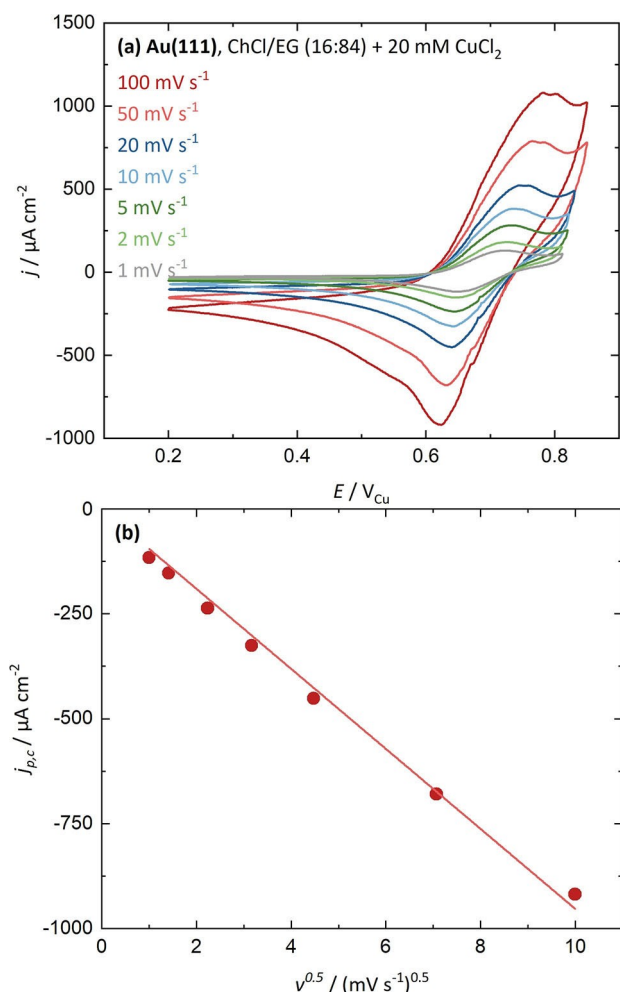 (a) Au(111), ChCl/EG (16:84) + 20 mM CuCl₂
100 mV s⁻¹
50 mV s⁻¹
20 mV s⁻¹
10 mV s⁻¹
5 mV s⁻¹
2 mV s⁻¹
1 mV s⁻¹
1500
1000
500
0
-500
-1000
j / µA cm⁻²
0.2 0.4 0.6 0.8
E / V_Cu
(b)
0
-250
-500
-750
-1000
j_p,c / µA cm⁻²
0 2 4 6 8 10
v^0.5 / (mV s⁻¹)^0.5